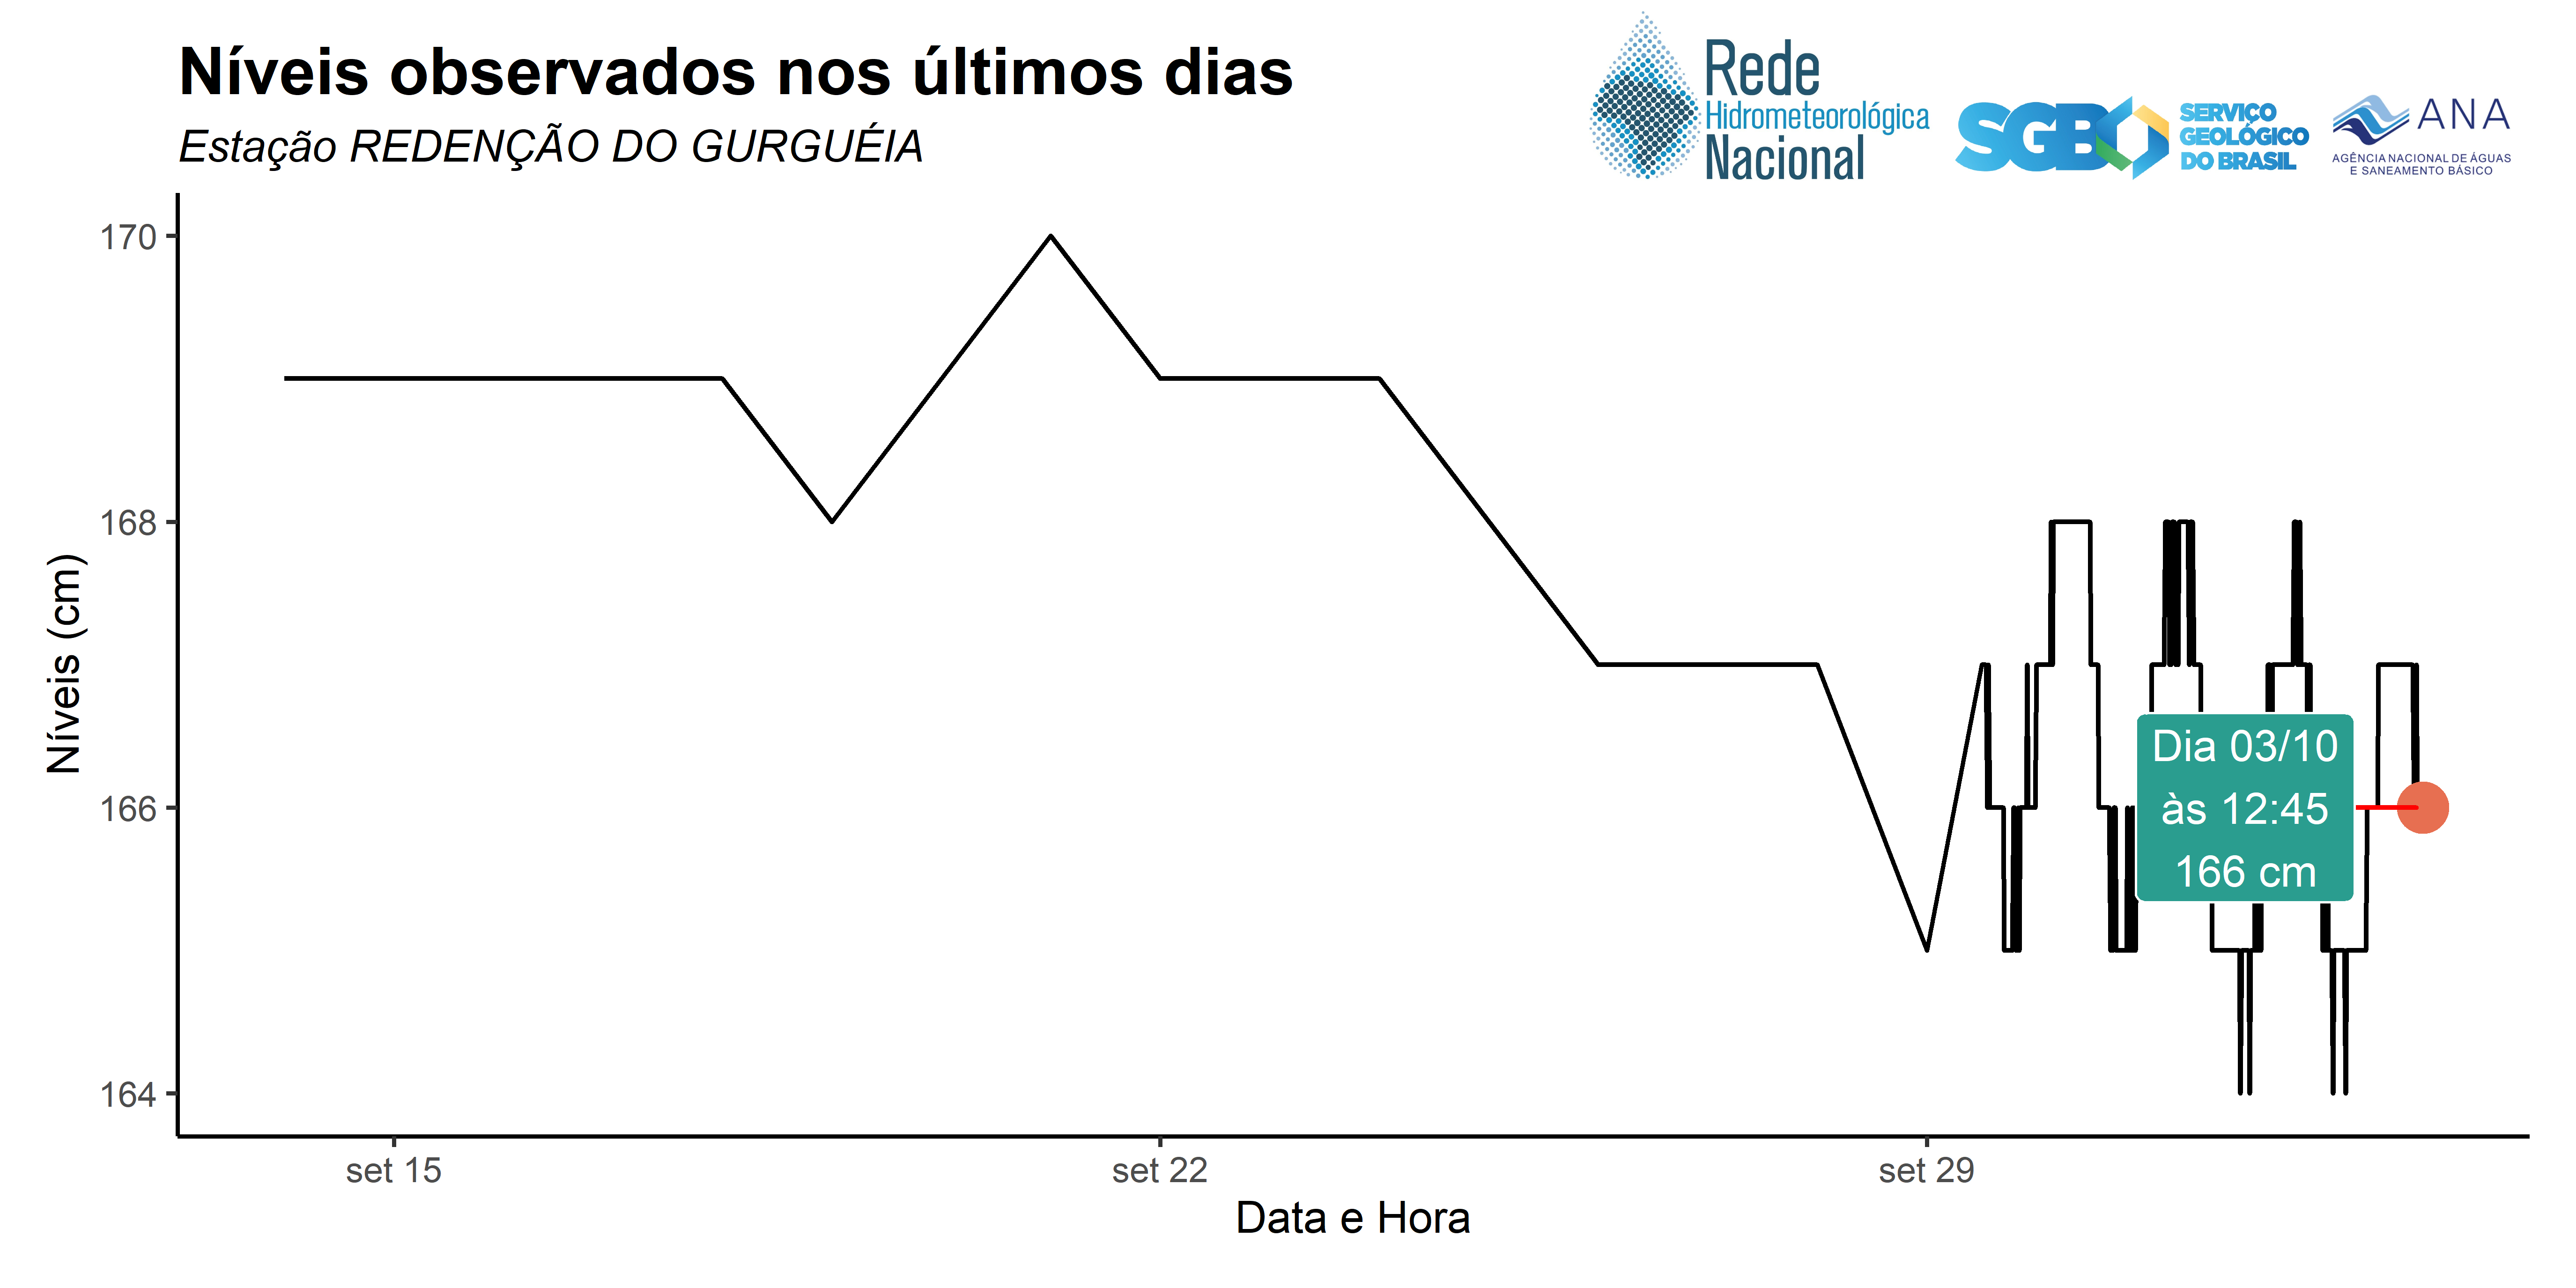 Níveis observados nos últimos dias
Estação REDENÇÃO DO GURGUÉIA
Rede
Hidrometeorológica
Nacional
SGB
SERVIÇO
GEOLÓGICO
DO BRASIL
ANA
AGÊNCIA NACIONAL DE ÁGUAS
E SANEAMENTO BÁSICO
Níveis (cm)
170
168
166
164
Dia 03/10
às 12:45
166 cm
set 15
set 22
set 29
Data e Hora